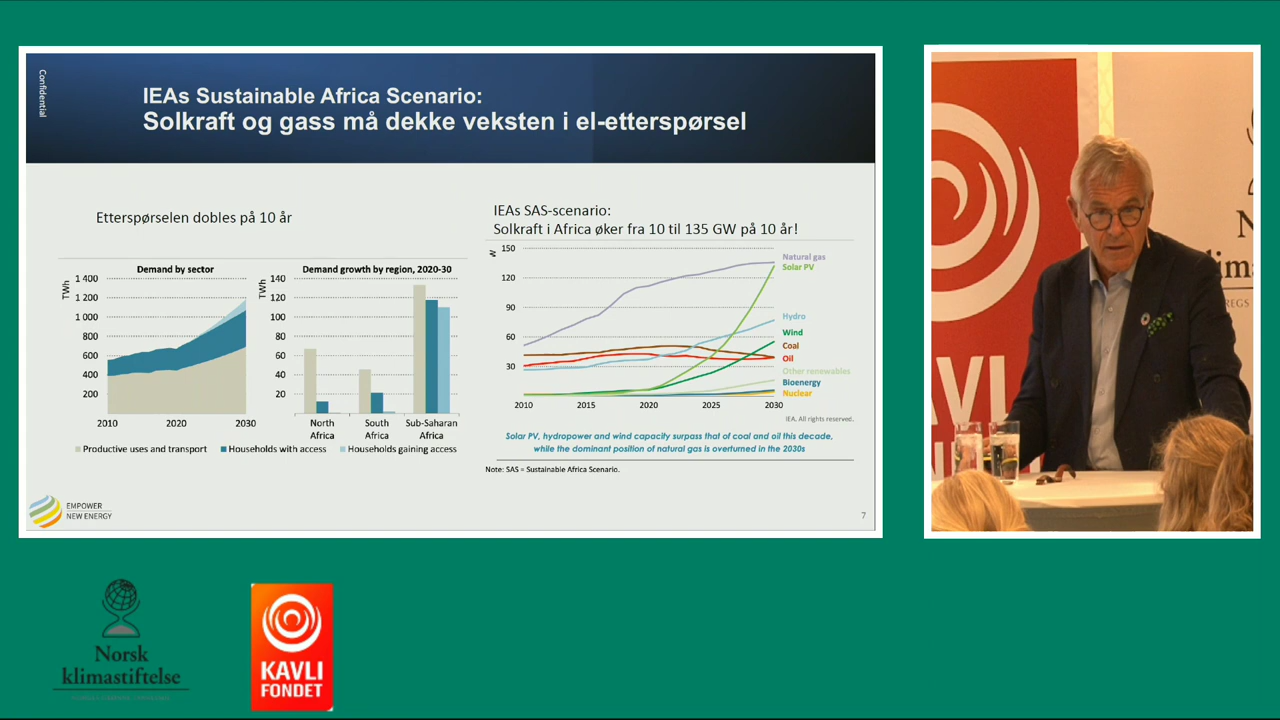 Confidential
IEAs Sustainable Africa Scenario:
Solkraft og gass må dekke veksten i el-etterspørsel
Etterspørselen dobles på 10 år
Demand by sector
TWh
1 400
1 200
1 000
800
600
400
200
2010
2020
2030
Demand growth by region, 2020-30
TWh
140
120
100
80
60
40
20
North Africa
South Africa
Sub-Saharan Africa
Productive uses and transport
Households with access
Households gaining access
IEAs SAS-scenario:
Solkraft i Africa øker fra 10 til 135 GW på 10 år!
150
120
90
60
30
2010
2015
2020
2025
2030
Natural gas
Solar PV
Hydro
Wind
Coal
Oil
Other renewables
Bioenergy
Nuclear
IEA. All rights reserved.
Solar PV, hydropower and wind capacity surpass that of coal and oil this decade,
while the dominant position of natural gas is overturned in the 2030s
Note: SAS = Sustainable Africa Scenario.
EMPOWER
NEW ENERGY
7
Norsk
klimastiftelse
KAVLI
FONDET